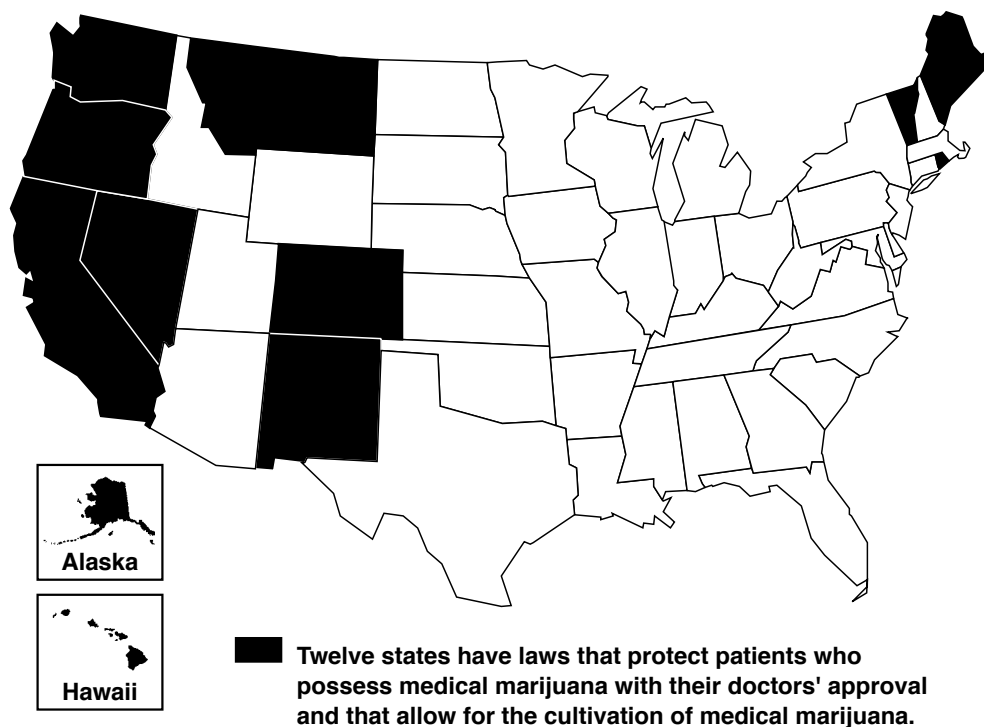 Alaska
Hawaii
Twelve states have laws that protect patients who
possess medical marijuana with their doctors' approval
and that allow for the cultivation of medical marijuana.